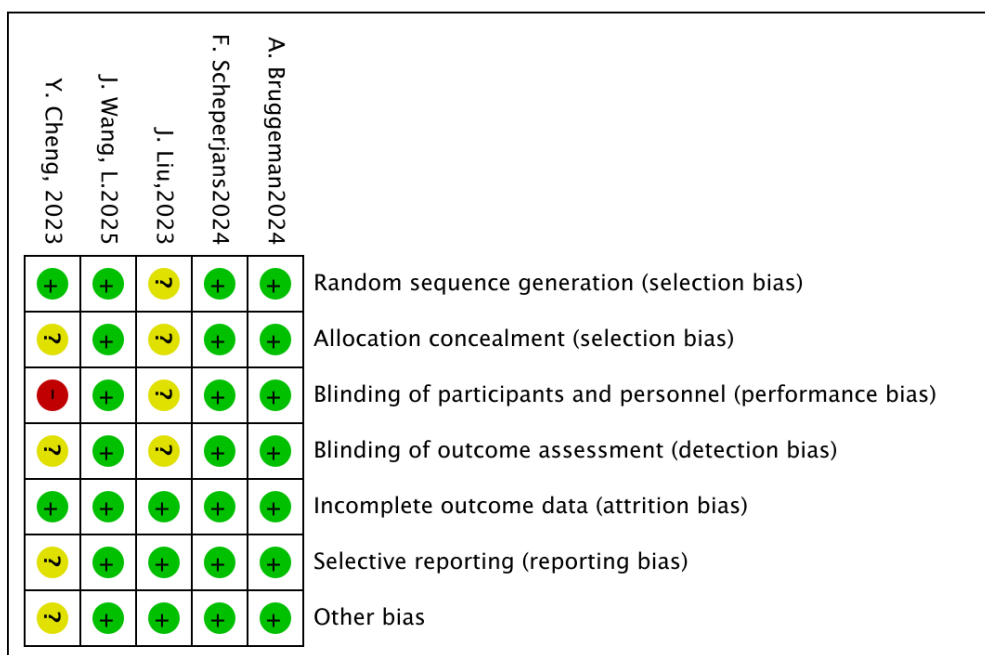 Y. Cheng, 2023
J. Wang, L.2025
J. Liu,2023
F. Scheperjans2024
A. Bruggeman2024
+ + ? + + Random sequence generation (selection bias)
? + ? + + Allocation concealment (selection bias)
- + ? + + Blinding of participants and personnel (performance bias)
? + ? + + Blinding of outcome assessment (detection bias)
+ + + + + Incomplete outcome data (attrition bias)
? + + + + Selective reporting (reporting bias)
? + + + + Other bias